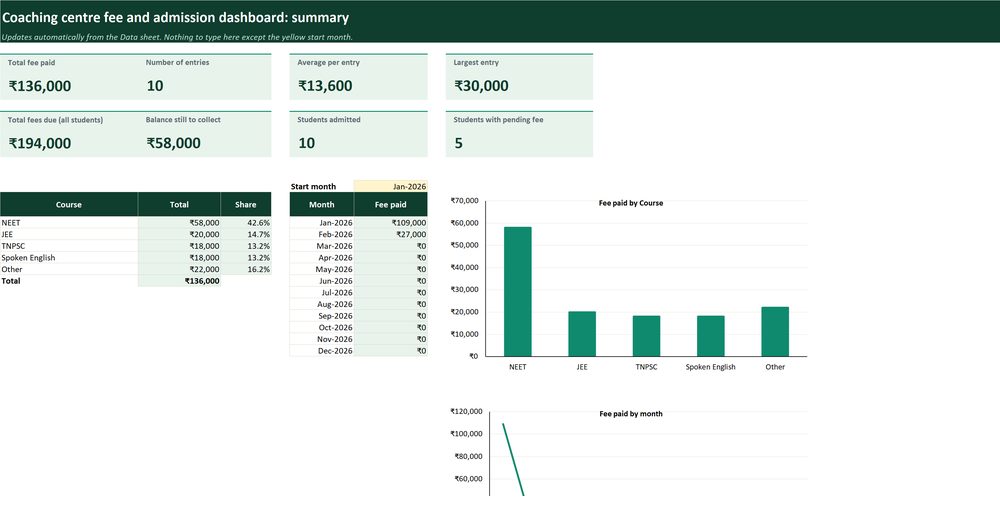 Coaching centre fee and admission dashboard: summary
Updates automatically from the Data sheet. Nothing to type here except the yellow start month.
Total fee paid Number of entries Average per entry Largest entry
₹136,000 10 ₹13,600 ₹30,000
Total fees due (all students) Balance still to collect Students admitted Students with pending fee
₹194,000 ₹58,000 10 5
Start month Jan-2026
Course Total Share
NEET ₹58,000 42.6%
JEE ₹20,000 14.7%
TNPSC ₹18,000 13.2%
Spoken English ₹18,000 13.2%
Other ₹22,000 16.2%
Total ₹136,000
Month Fee paid
Jan-2026 ₹109,000
Feb-2026 ₹27,000
Mar-2026 ₹0
Apr-2026 ₹0
May-2026 ₹0
Jun-2026 ₹0
Jul-2026 ₹0
Aug-2026 ₹0
Sep-2026 ₹0
Oct-2026 ₹0
Nov-2026 ₹0
Dec-2026 ₹0
Fee paid by Course
₹70,000
₹60,000
₹50,000
₹40,000
₹30,000
₹20,000
₹10,000
₹0
NEET JEE TNPSC Spoken English Other
Fee paid by month
₹120,000
₹100,000
₹80,000
₹60,000